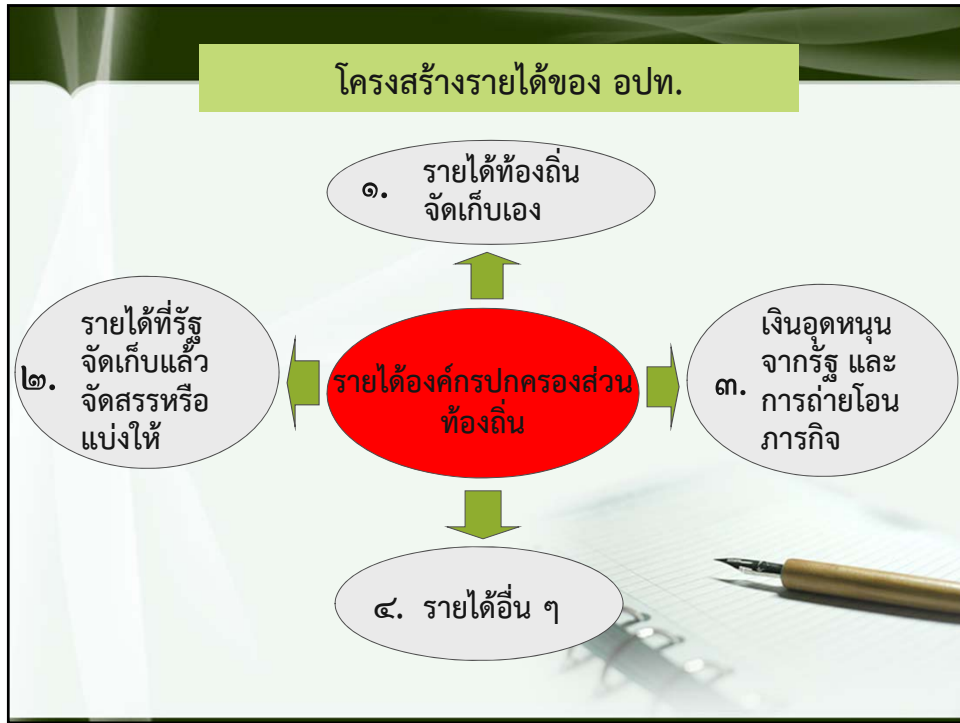 โครงสร้างรายได้ของ อปท.
๑. รายได้ท้องถิ่น
จัดเก็บเอง
รายได้ที่รัฐ
จัดเก็บแล้ว
๒. จัดสรรหรือ
แบ่งให้
รายได้องค์กรปกครองส่วน
ท้องถิ่น
เงินอุดหนุน
จากรัฐ และ
๓. การถ่ายโอน
ภารกิจ
๔. รายได้อื่น ๆ